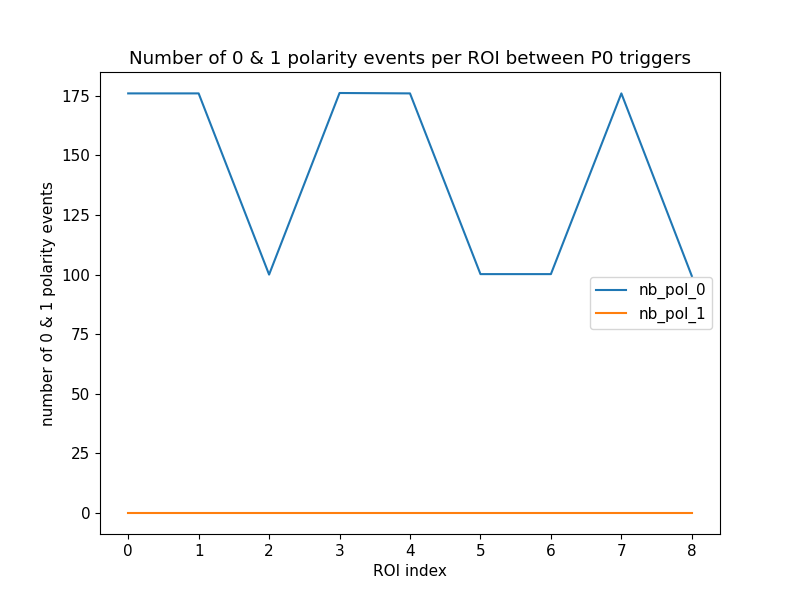 Number of 0 & 1 polarity events per ROI between P0 triggers
number of 0 & 1 polarity events
175
150
125
100
75
50
25
0
nb_pol_0
nb_pol_1
0 1 2 3 4 5 6 7 8
ROI index